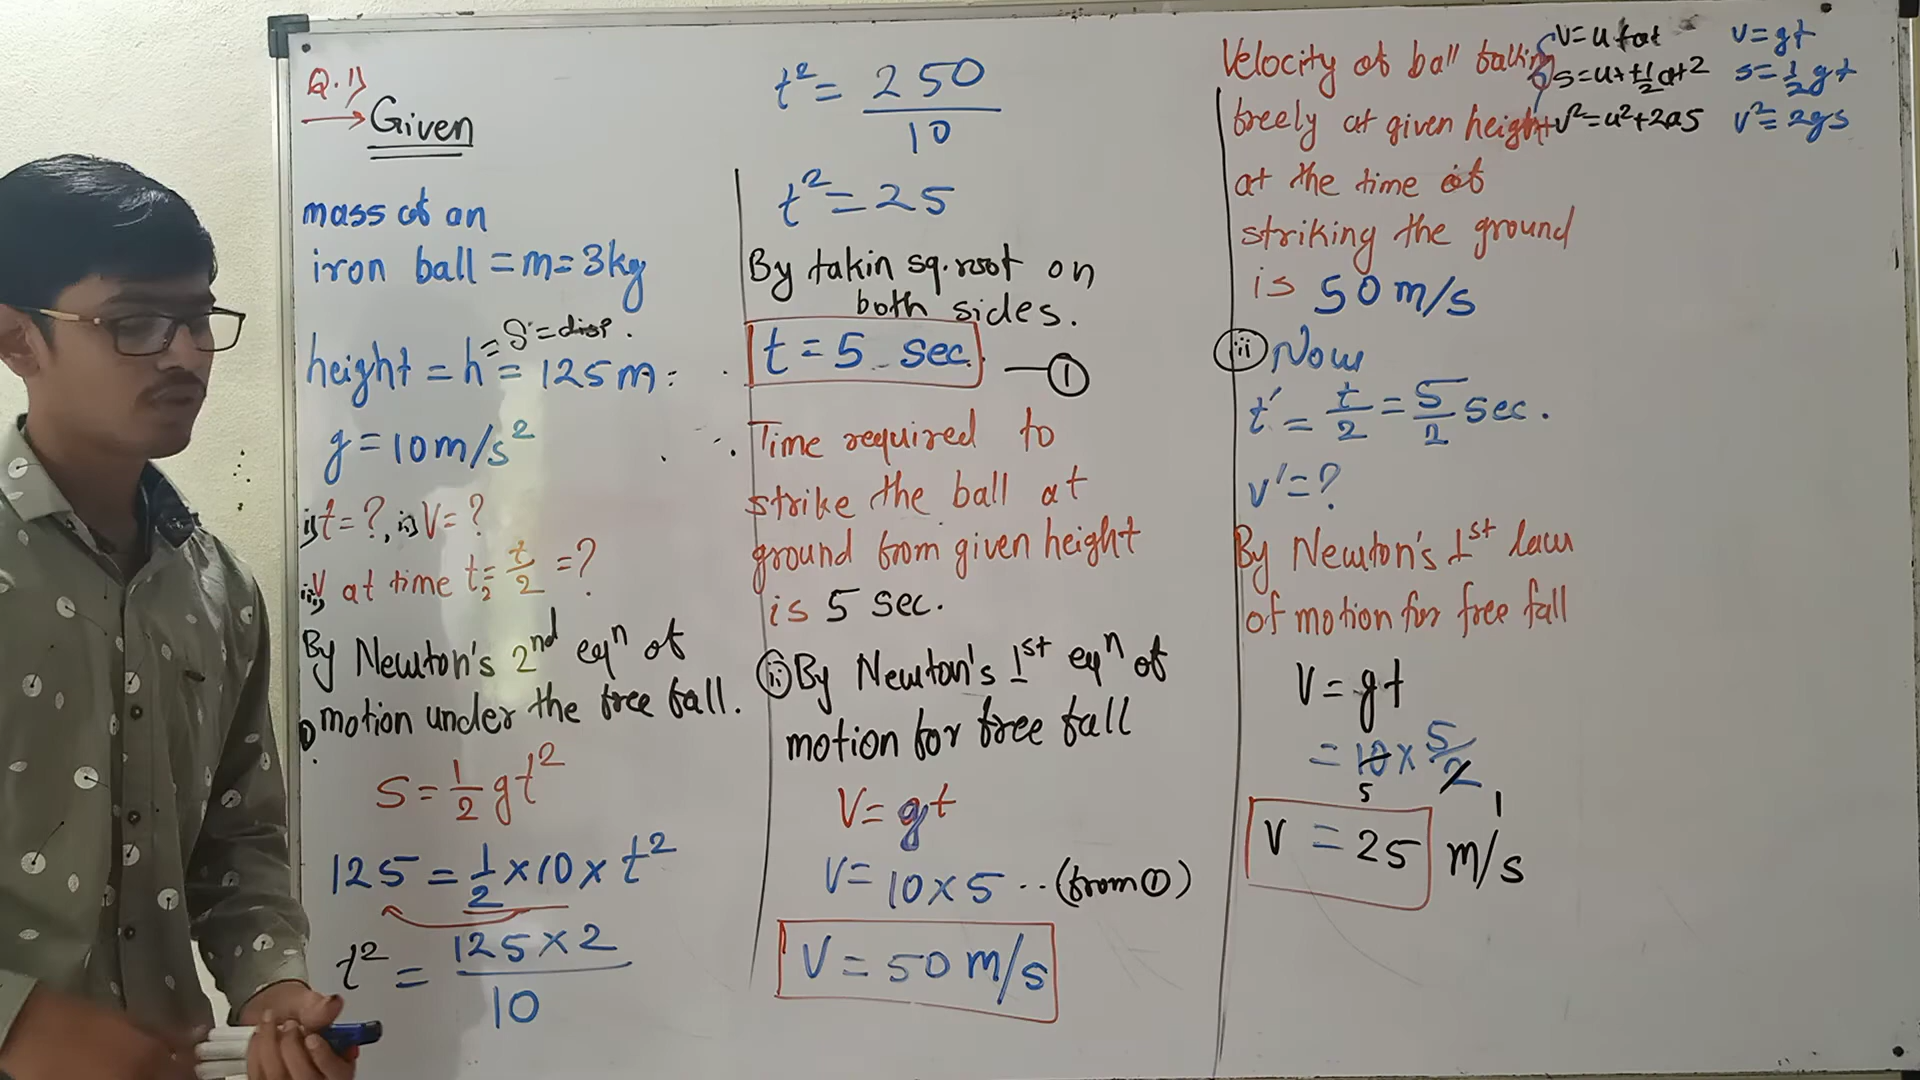 Q.1)
Given
mass of an
iron ball = m = 3kg
= S = disp.
height = h = 125m
g = 10 m/s²
i) t = ?, ii) V = ?
iii) V at time t₂ = t/2 = ?
By Newton's 2nd eqn of
motion under the free fall.
S = 1/2 gt²
125 = 1/2 × 10 × t²
t² = 125 × 2 / 10
t² = 250 / 10
t² = 25
By takin sq. root on
both sides.
t = 5 sec. — ①
Time required to
strike the ball at
ground from given height
is 5 sec.
ii) By Newton's 1st eqn of
motion for free fall
V = gt
V = 10 × 5 .. (from ①)
V = 50 m/s
Velocity of ball falling
freely at given height
at the time of
striking the ground
is 50 m/s
V = u + at
S = ut + 1/2 at2
V² = u² + 2as
V = gt
S = 1/2 gt
V² = 2gs
iii) Now
t' = t/2 = 5/2 sec.
v' = ?
By Newton's 1st law
of motion for free fall
V = gt
= 10 × 5/2
5 1
V = 25 m/s